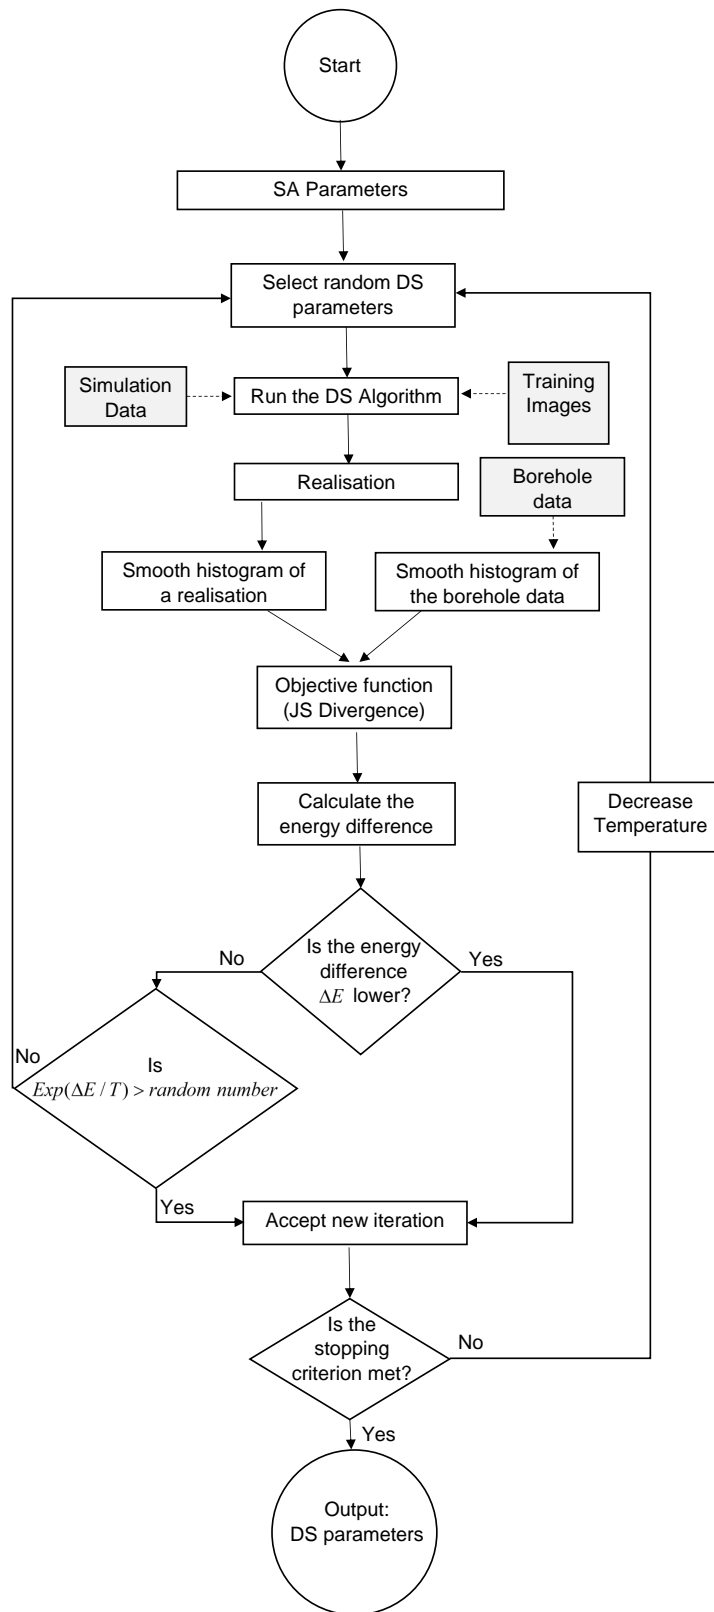 Start
SA Parameters
Select random DS
parameters
Simulation
Data
Run the DS Algorithm
Training
Images
Realisation
Borehole
data
Smooth histogram of
a realisation
Smooth histogram of
the borehole data
Objective function
(JS Divergence)
Calculate the
energy difference
Decrease
Temperature
Is the energy
difference
ΔE lower?
No
Yes
No
Is
Exp(ΔE / T) > random number
Yes
Accept new iteration
Is the
stopping
criterion met?
No
Yes
Output:
DS parameters